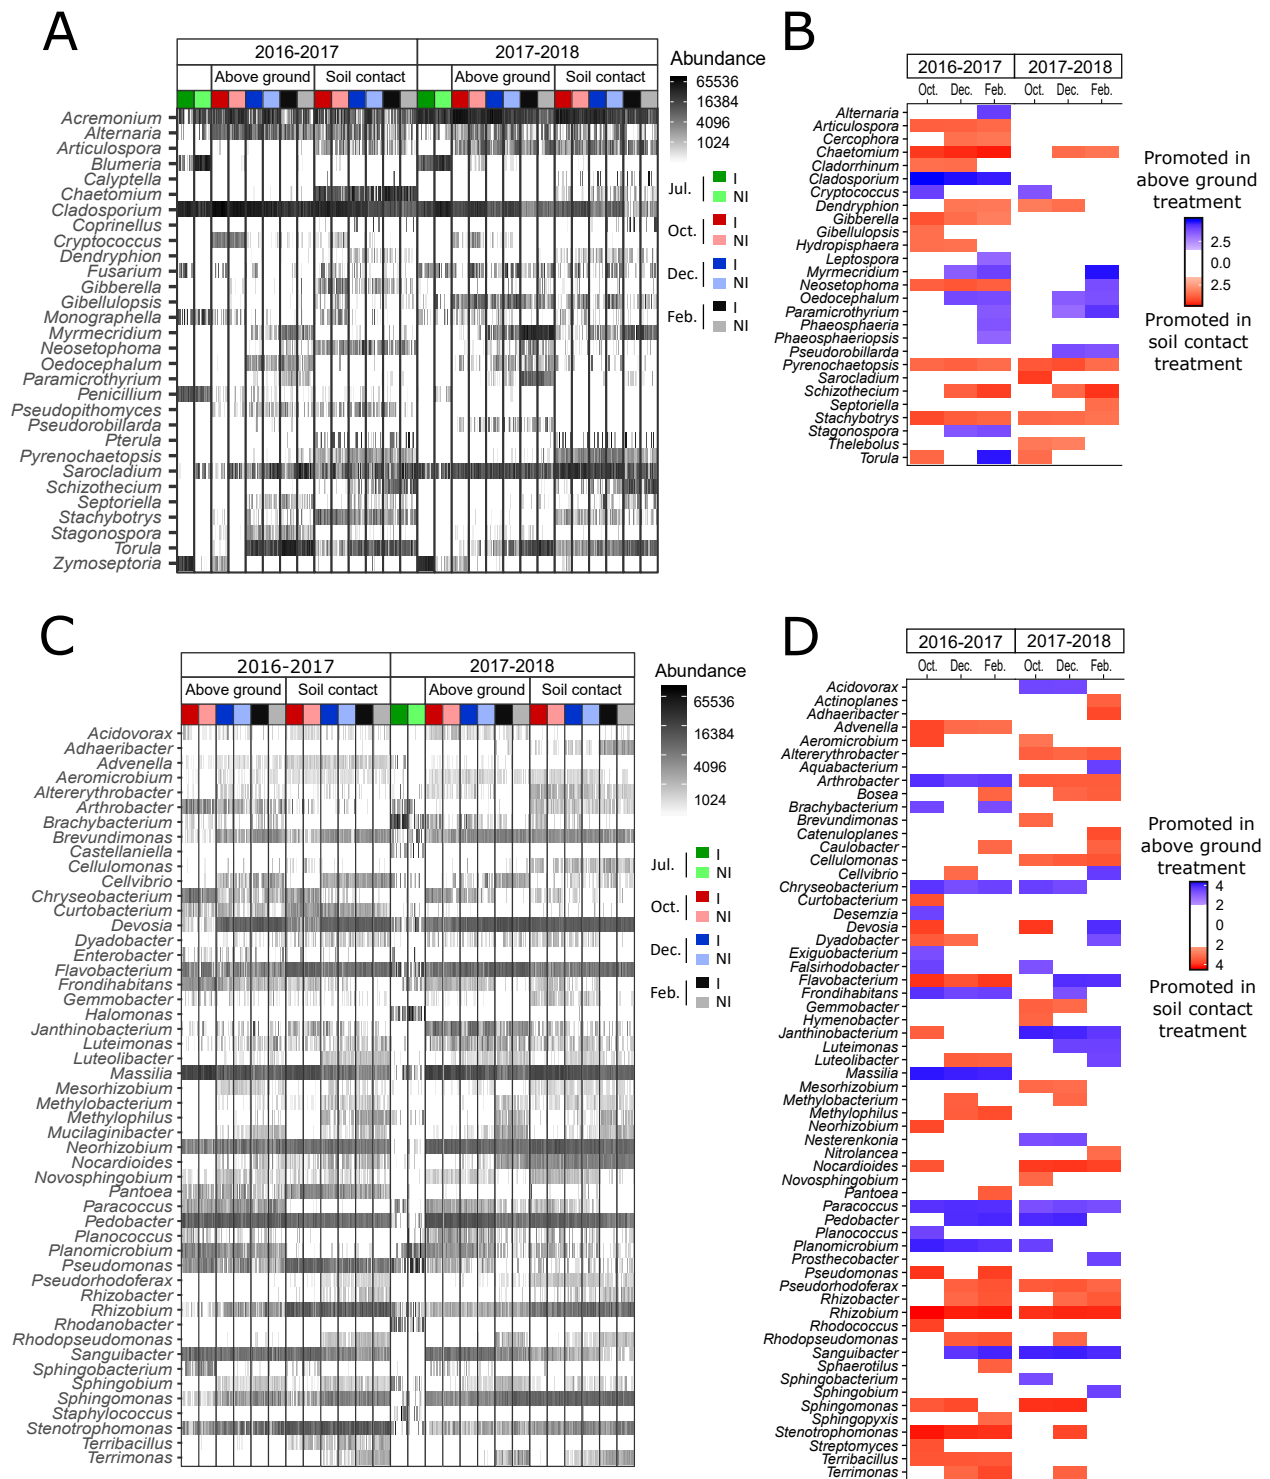 A
2016-2017
2017-2018
Above ground
Soil contact
Above ground
Soil contact
Abundance
65536
16384
4096
1024
Jul.
I
NI
Oct.
I
NI
Dec.
I
NI
Feb.
I
NI
Acremonium
Alternaria
Articulospora
Blumeria
Calyptella
Chaetomium
Cladosporium
Coprinellus
Cryptococcus
Dendryphion
Fusarium
Gibberella
Gibellulopsis
Monographella
Myrmecridium
Neosetophoma
Oedocephalum
Paramicrothyrium
Penicillium
Pseudopithomyces
Pseudorobillarda
Pterula
Pyrenochaetopsis
Sarocladium
Schizothecium
Septoriella
Stachybotrys
Stagonospora
Torula
Zymoseptoria
B
2016-2017
2017-2018
Oct.
Dec.
Feb.
Oct.
Dec.
Feb.
Alternaria
Articulospora
Cercophora
Chaetomium
Cladorrhinum
Cladosporium
Cryptococcus
Dendryphion
Gibberella
Gibellulopsis
Hydropisphaera
Leptospora
Myrmecridium
Neosetophoma
Oedocephalum
Paramicrothyrium
Phaeosphaeria
Phaeosphaeriopsis
Pseudorobillarda
Pyrenochaetopsis
Sarocladium
Schizothecium
Septoriella
Stachybotrys
Stagonospora
Thelebolus
Torula
Promoted in
above ground
treatment
2.5
0.0
2.5
Promoted in
soil contact
treatment
C
2016-2017
2017-2018
Above ground
Soil contact
Above ground
Soil contact
Abundance
65536
16384
4096
1024
Jul.
I
NI
Oct.
I
NI
Dec.
I
NI
Feb.
I
NI
Acidovorax
Adhaeribacter
Advenella
Aeromicrobium
Altererythrobacter
Arthrobacter
Brachybacterium
Brevundimonas
Castellaniella
Cellulomonas
Cellvibrio
Chryseobacterium
Curtobacterium
Devosia
Dyadobacter
Enterobacter
Flavobacterium
Frondihabitans
Gemmobacter
Halomonas
Janthinobacterium
Luteimonas
Luteolibacter
Massilia
Mesorhizobium
Methylobacterium
Methylophilus
Mucilaginibacter
Neorhizobium
Nocardioides
Novosphingobium
Pantoea
Paracoccus
Pedobacter
Planococcus
Planomicrobium
Pseudomonas
Pseudorhodoferax
Rhizobacter
Rhizobium
Rhodanobacter
Rhodopseudomonas
Sanguibacter
Sphingobacterium
Sphingobium
Sphingomonas
Staphylococcus
Stenotrophomonas
Terribacillus
Terrimonas
D
2016-2017
2017-2018
Oct.
Dec.
Feb.
Oct.
Dec.
Feb.
Acidovorax
Actinoplanes
Adhaeribacter
Advenella
Aeromicrobium
Altererythrobacter
Aquabacterium
Arthrobacter
Bosea
Brachybacterium
Brevundimonas
Catenuloplanes
Caulobacter
Cellulomonas
Cellvibrio
Chryseobacterium
Curtobacterium
Desemzia
Devosia
Dyadobacter
Exiguobacterium
Falsirhodobacter
Flavobacterium
Frondihabitans
Gemmobacter
Hymenobacter
Janthinobacterium
Luteimonas
Luteolibacter
Massilia
Mesorhizobium
Methylobacterium
Methylophilus
Neorhizobium
Nesterenkonia
Nitrolancea
Nocardioides
Novosphingobium
Pantoea
Paracoccus
Pedobacter
Planococcus
Planomicrobium
Prosthecobacter
Pseudomonas
Pseudorhodoferax
Rhizobacter
Rhizobium
Rhodococcus
Rhodopseudomonas
Sanguibacter
Sphaerotilus
Sphingobacterium
Sphingobium
Sphingomonas
Sphingopyxis
Stenotrophomonas
Streptomyces
Terribacillus
Terrimonas
Promoted in
above ground
treatment
4
2
0
2
4
Promoted in
soil contact
treatment